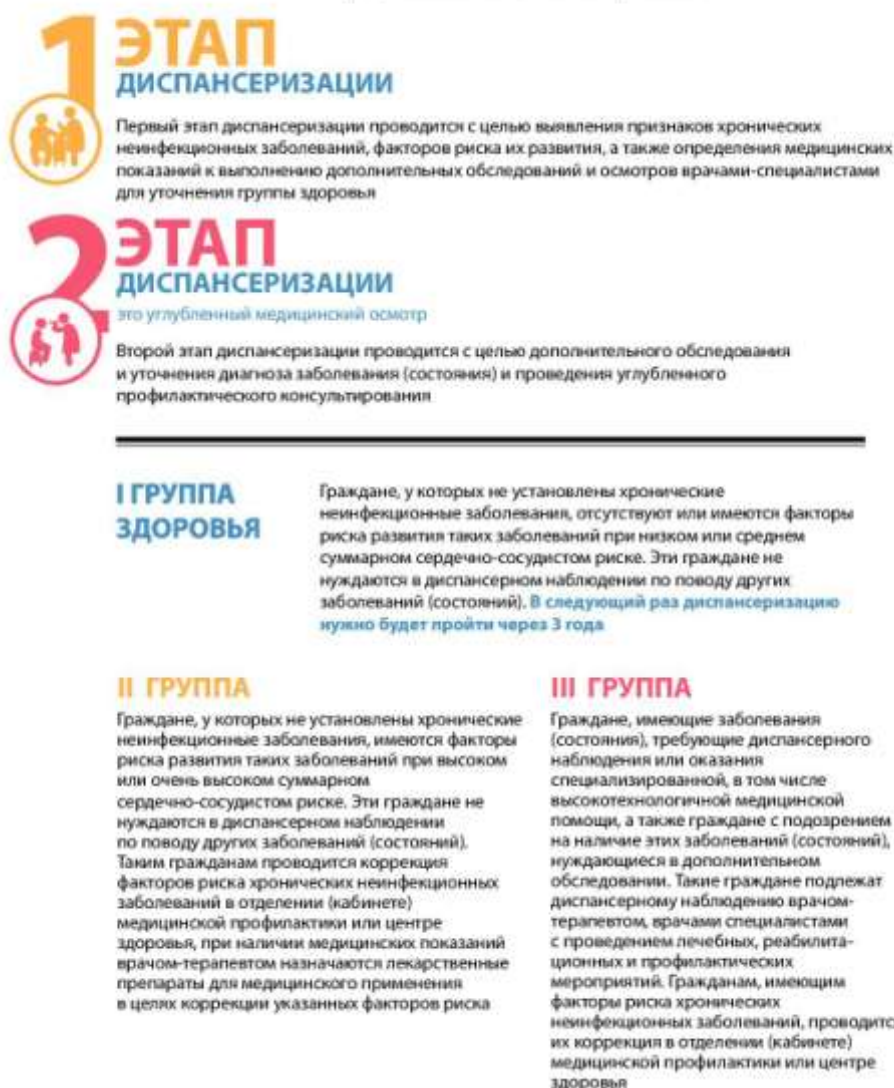 1 ЭТАП
ДИСПАНСЕРИЗАЦИИ
Первый этап диспансеризации проводится с целью выявления признаков хронических
неинфекционных заболеваний, факторов риска их развития, а также определения медицинских
показаний к выполнению дополнительных обследований и осмотров врачами-специалистами
для уточнения группы здоровья
2 ЭТАП
ДИСПАНСЕРИЗАЦИИ
это углубленный медицинский осмотр
Второй этап диспансеризации проводится с целью дополнительного обследования
и уточнения диагноза заболевания (состояния) и проведения углубленного
профилактического консультирования
I ГРУППА
ЗДОРОВЬЯ
Граждане, у которых не установлены хронические
неинфекционные заболевания, отсутствуют или имеются факторы
риска развития таких заболеваний при низком или среднем
суммарном сердечно-сосудистом риске. Эти граждане не
нуждаются в диспансерном наблюдении по поводу других
заболеваний (состояний). В следующий раз диспансеризацию
нужно будет пройти через 3 года
II ГРУППА
Граждане, у которых не установлены хронические
неинфекционные заболевания, имеются факторы
риска развития таких заболеваний при высоком
или очень высоком суммарном
сердечно-сосудистом риске. Эти граждане не
нуждаются в диспансерном наблюдении
по поводу других заболеваний (состояний).
Таким гражданам проводится коррекция
факторов риска хронических неинфекционных
заболеваний в отделении (кабинете)
медицинской профилактики или центре
здоровья, при наличии медицинских показаний
врачом-терапевтом назначаются лекарственные
препараты для медицинского применения
в целях коррекции указанных факторов риска
III ГРУППА
Граждане, имеющие заболевания
(состояния), требующие диспансерного
наблюдения или оказания
специализированной, в том числе
высокотехнологичной медицинской
помощи, а также граждане с подозрением
на наличие этих заболеваний (состояний),
нуждающиеся в дополнительном
обследовании. Такие граждане подлежат
диспансерному наблюдению врачом-
терапевтом, врачами специалистами
с проведением лечебных, реабилита-
ционных и профилактических
мероприятий. Гражданам, имеющим
факторы риска хронических
неинфекционных заболеваний, проводитс
их коррекция в отделении (кабинете)
медицинской профилактики или центре
здоровья